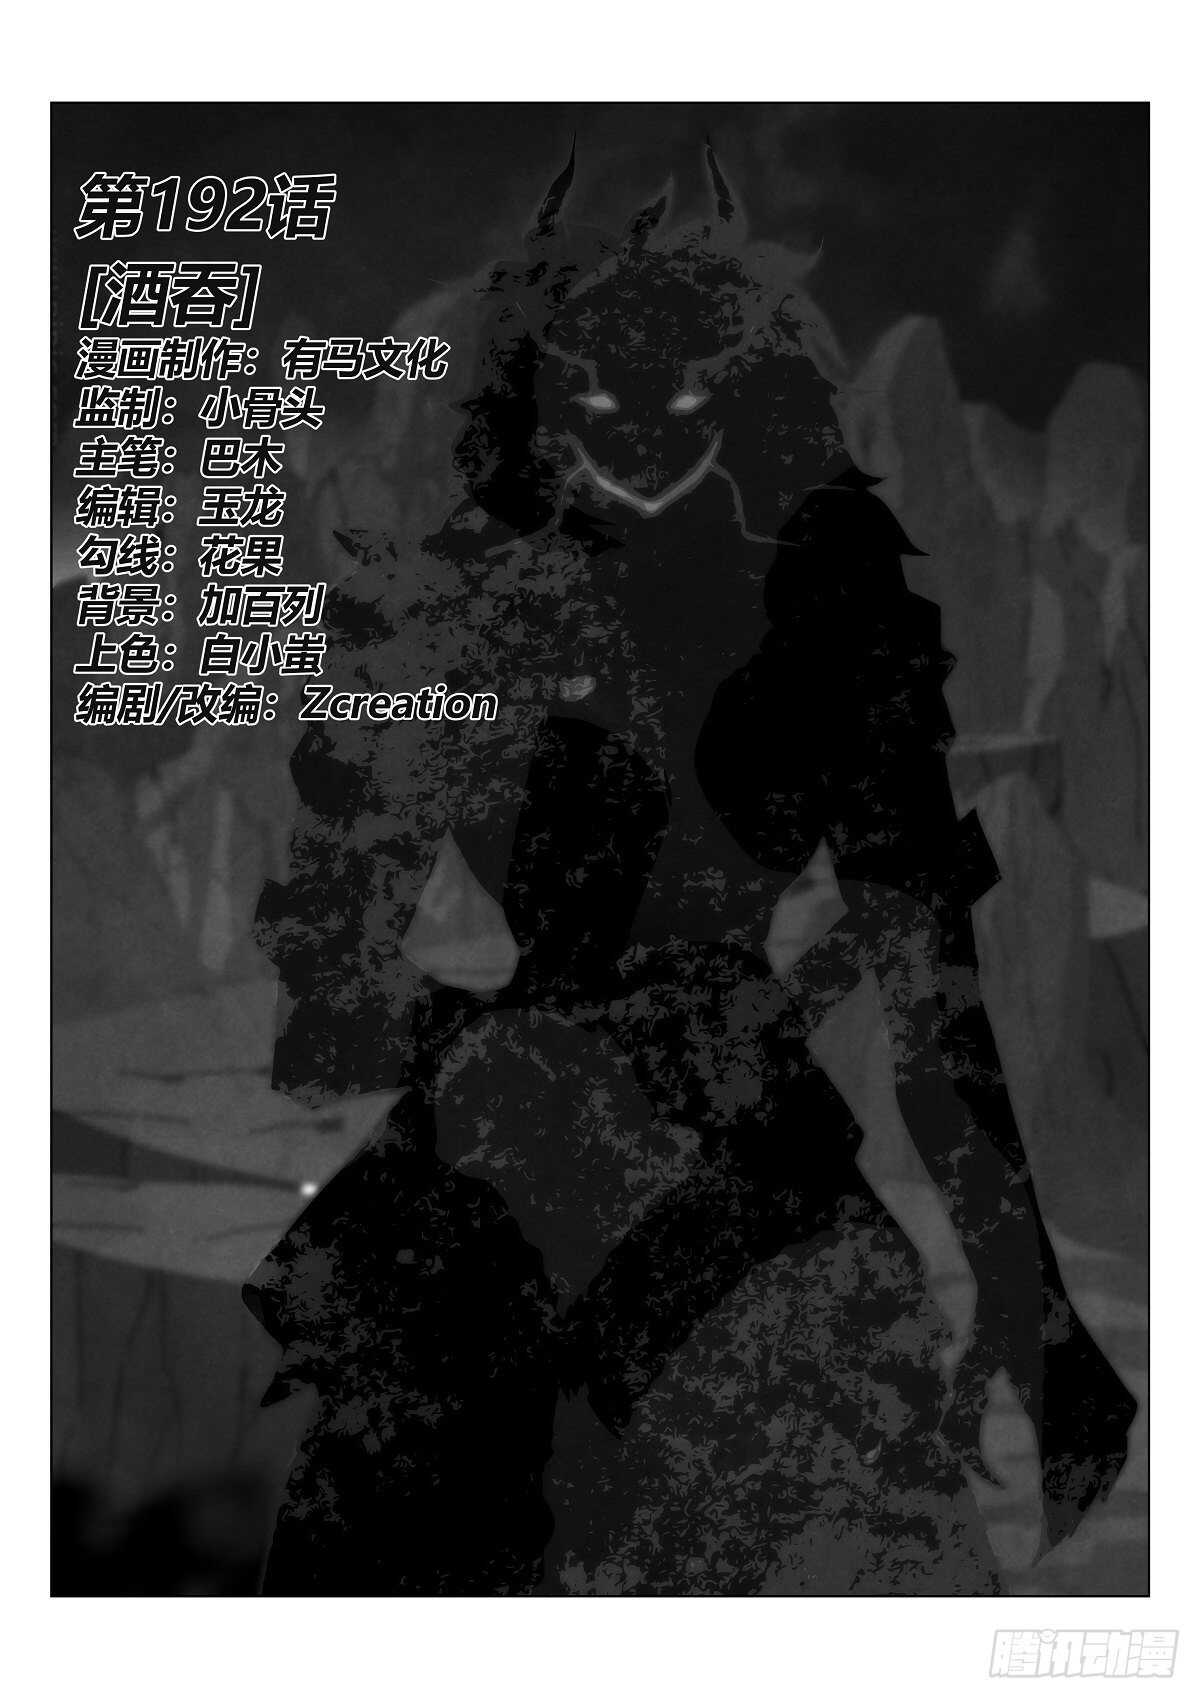 第192话
[酒吞]
漫画制作：有马文化
监制：小骨头
主笔：巴木
编辑：玉龙
勾线：花果
背景：加百列
上色：白小蚩
编剧/改编：Zcreation
腾讯动漫